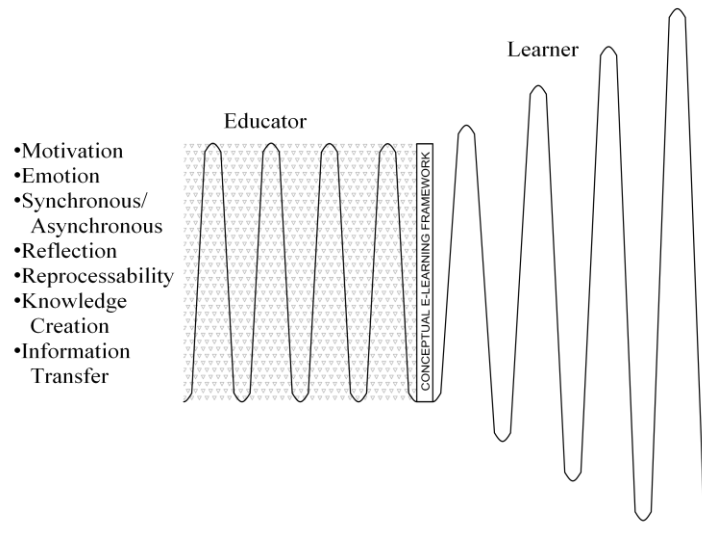 Learner
Educator
•Motivation
•Emotion
•Synchronous/
Asynchronous
•Reflection
•Reprocessability
•Knowledge
Creation
•Information
Transfer
CONCEPTUAL E-LEARNING FRAMEWORK